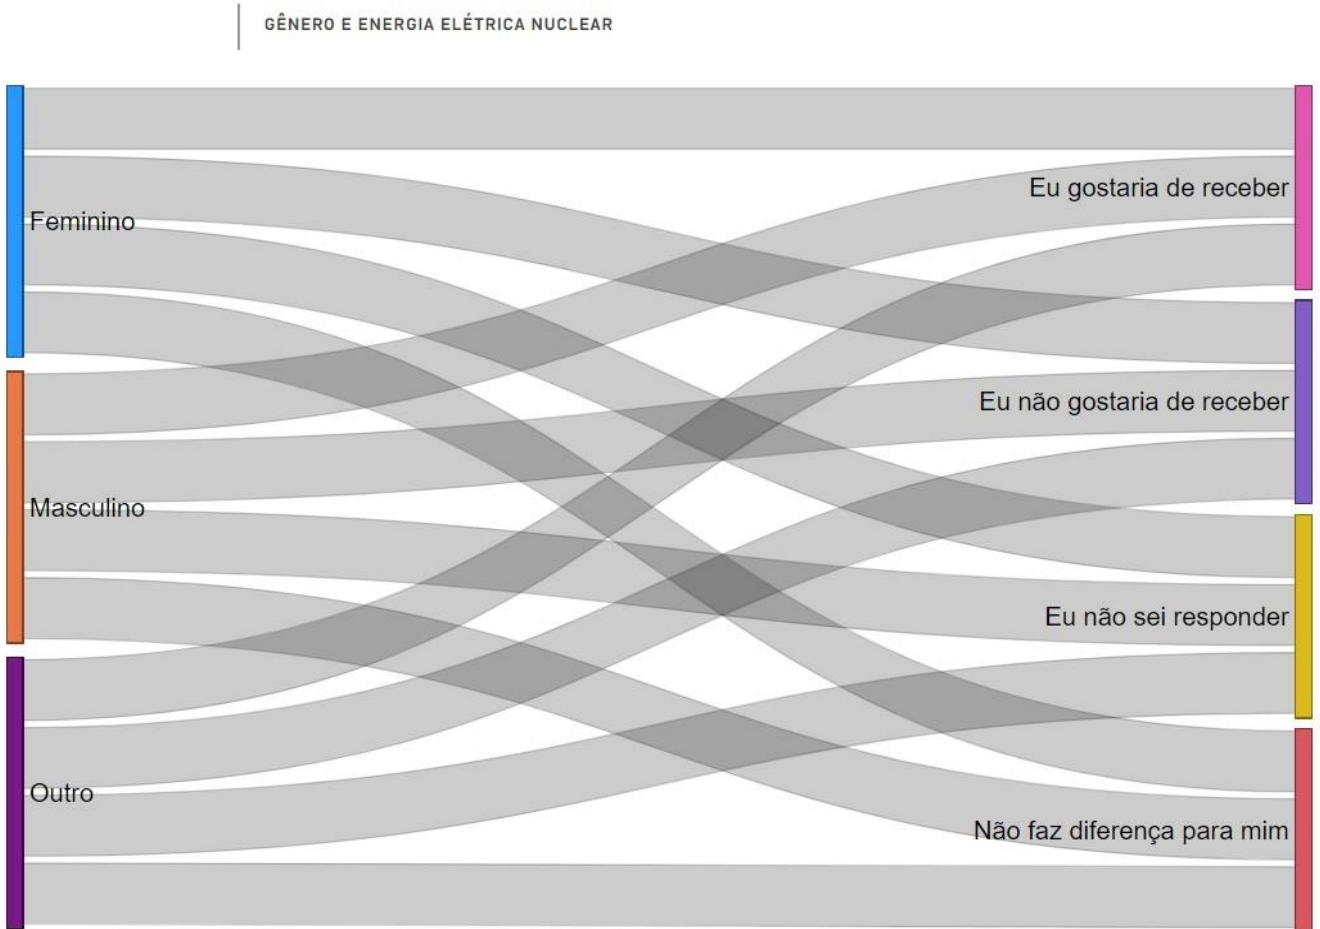 GÊNERO E ENERGIA ELÉTRICA NUCLEAR
Feminino
Masculino
Outro
Eu gostaria de receber
Eu não gostaria de receber
Eu não sei responder
Não faz diferença para mim